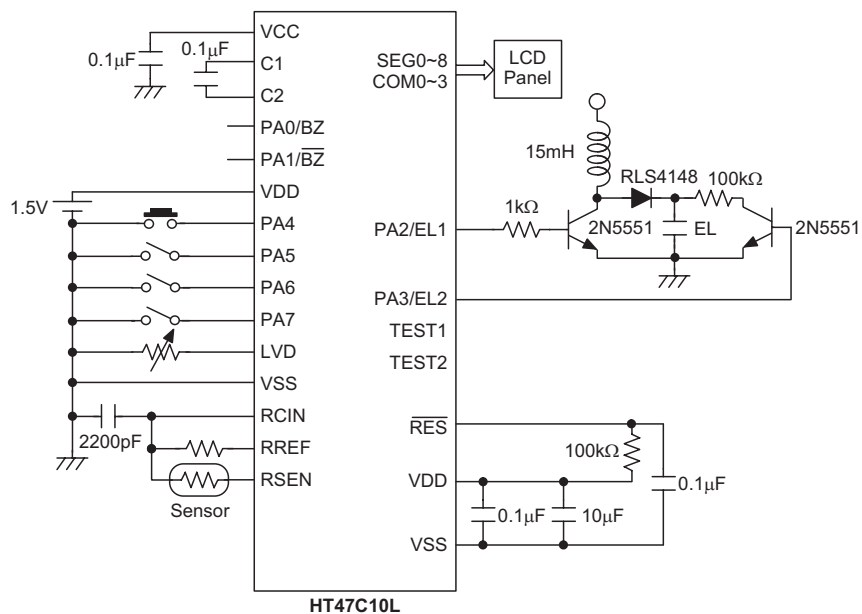 VCC
0.1μF
0.1μF
C1
C2
PA0/BZ
PA1/B̅Z̅
VDD
1.5V
PA4
PA5
PA6
PA7
LVD
VSS
RCIN
2200pF
RREF
RSEN
Sensor
SEG0~8
COM0~3
LCD
Panel
15mH
RLS4148
100kΩ
1kΩ
PA2/EL1
2N5551
EL
2N5551
PA3/EL2
TEST1
TEST2
R̅E̅S̅
100kΩ
VDD
0.1μF
10μF
0.1μF
VSS
HT47C10L